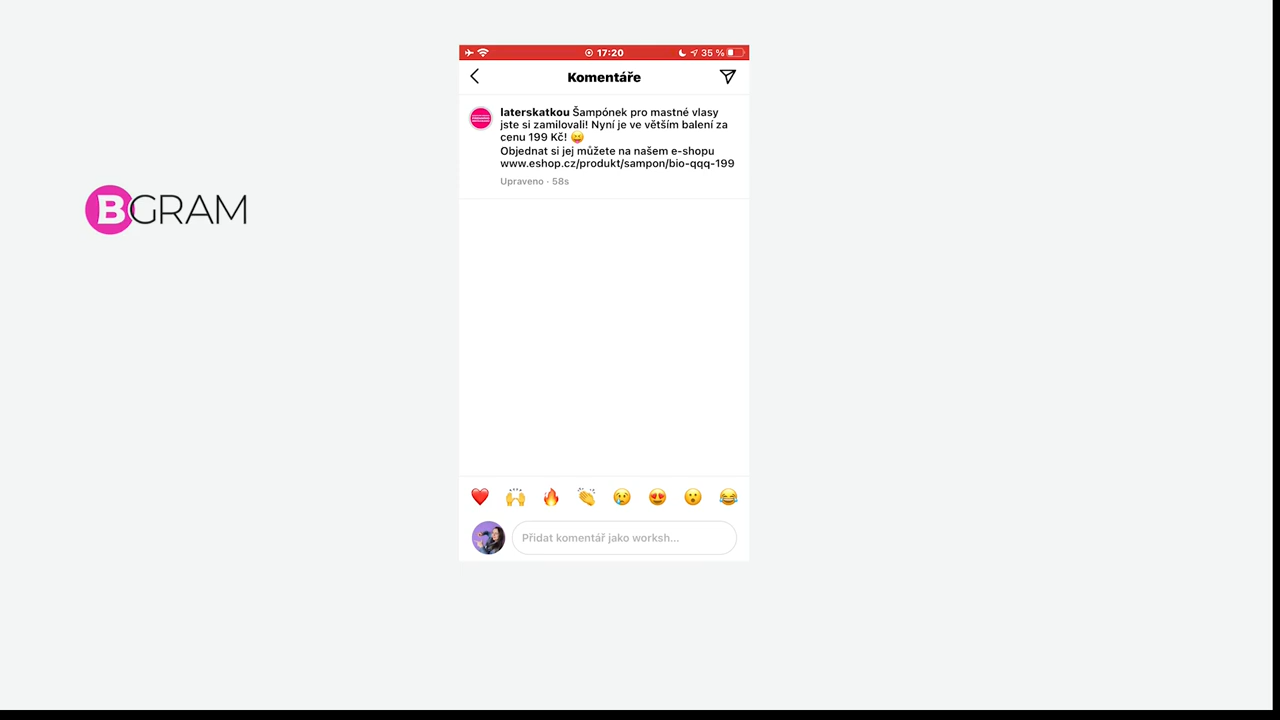 17:20
35 %
Komentáře
laterskatkou Šampónek pro mastné vlasy
jste si zamilovali! Nyní je ve větším balení za
cenu 199 Kč! 😛
Objednat si jej můžete na našem e-shopu
www.eshop.cz/produkt/sampon/bio-qqq-199
Upraveno · 58s
BGRAM
Přidat komentář jako worksh...